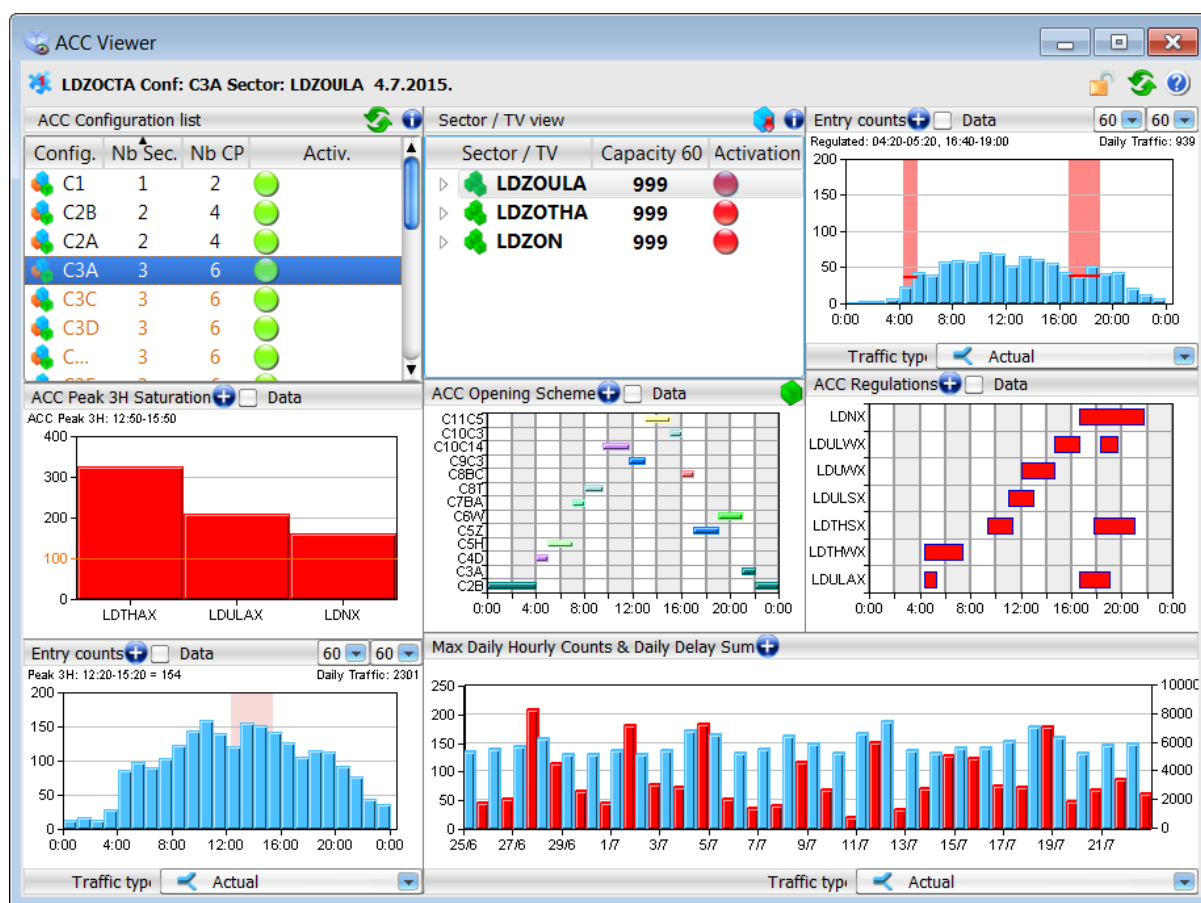 ACC Viewer
LDZOCTA Conf: C3A Sector: LDZOULA 4.7.2015.
ACC Configuration list
Config. Nb Sec. Nb CP Activ.
C1 1 2
C2B 2 4
C2A 2 4
C3A 3 6
C3C 3 6
C3D 3 6
C... 3 6
Sector / TV view
Sector / TV Capacity 60 Activation
LDZOULA 999
LDZOTHA 999
LDZON 999
Entry counts Data 60 60
Regulated: 04:20-05:20, 16:40-19:00 Daily Traffic: 939
200
150
100
50
0
0:00 4:00 8:00 12:00 16:00 20:00 0:00
Traffic type Actual
ACC Peak 3H Saturation Data
ACC Peak 3H: 12:50-15:50
400
300
200
100
0
LDTHAX LDULAX LDNX
ACC Opening Scheme Data
C11C5
C10C3
C10C14
C9C3
C8BC
C8T
C7BA
C6W
C5Z
C5H
C4D
C3A
C2B
0:00 4:00 8:00 12:00 16:00 20:00 0:00
ACC Regulations Data
LDNX
LDULWX
LDUWX
LDULSX
LDTHSX
LDTHWX
LDULAX
0:00 4:00 8:00 12:00 16:00 20:00 0:00
Entry counts Data 60 60
Peak 3H: 12:20-15:20 = 154 Daily Traffic: 2301
200
150
100
50
0
0:00 4:00 8:00 12:00 16:00 20:00 0:00
Traffic type Actual
Max Daily Hourly Counts & Daily Delay Sum
250 10000
200 8000
150 6000
100 4000
50 2000
0 0
25/6 27/6 29/6 1/7 3/7 5/7 7/7 9/7 11/7 13/7 15/7 17/7 19/7 21/7
Traffic type Actual